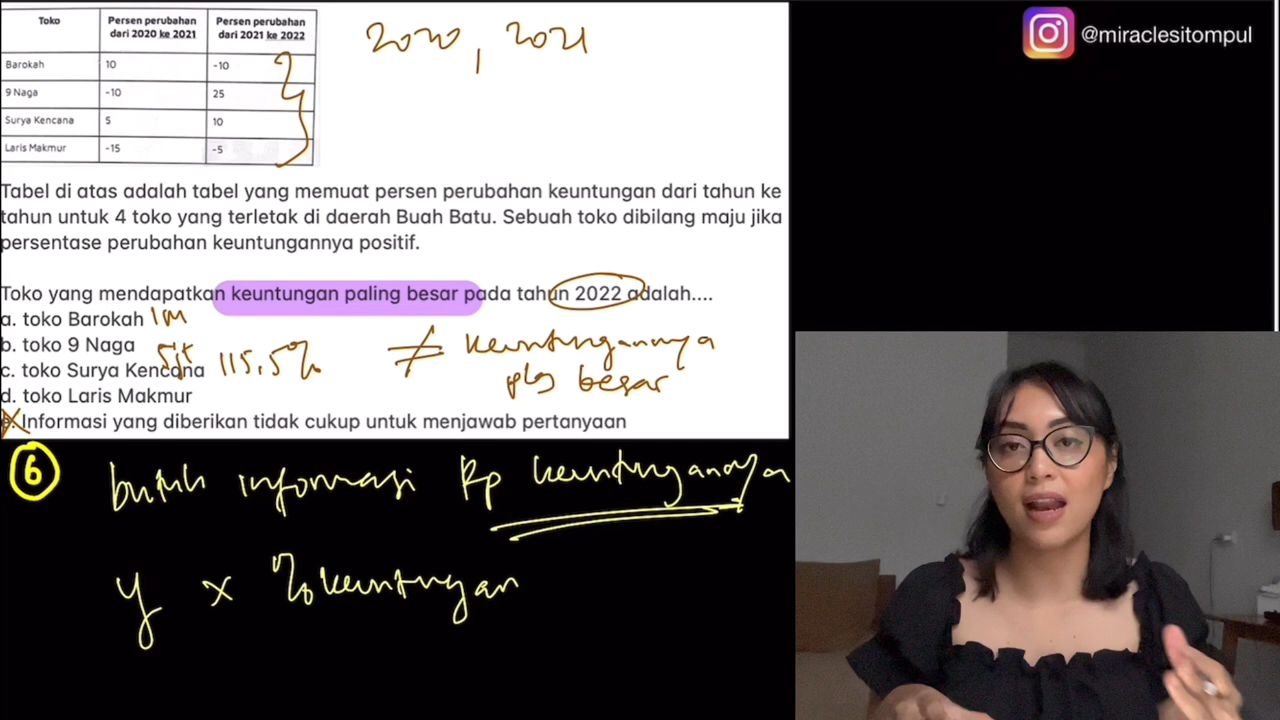 Toko | Persen perubahan dari 2020 ke 2021 | Persen perubahan dari 2021 ke 2022
Barokah | 10 | -10
9 Naga | -10 | 25
Surya Kencana | 5 | 10
Laris Makmur | -15 | -5
2020, 2021
@miraclesitompul
Tabel di atas adalah tabel yang memuat persen perubahan keuntungan dari tahun ke
tahun untuk 4 toko yang terletak di daerah Buah Batu. Sebuah toko dibilang maju jika
persentase perubahan keuntungannya positif.
Toko yang mendapatkan keuntungan paling besar pada tahun 2022 adalah....
a. toko Barokah 1M
b. toko 9 Naga
c. toko Surya Kencana 5jt 115,5%
≠ keuntungannya
plg besar
d. toko Laris Makmur
e. Informasi yang diberikan tidak cukup untuk menjawab pertanyaan
6 butuh informasi Rp keuntungannya
y x % keuntungan